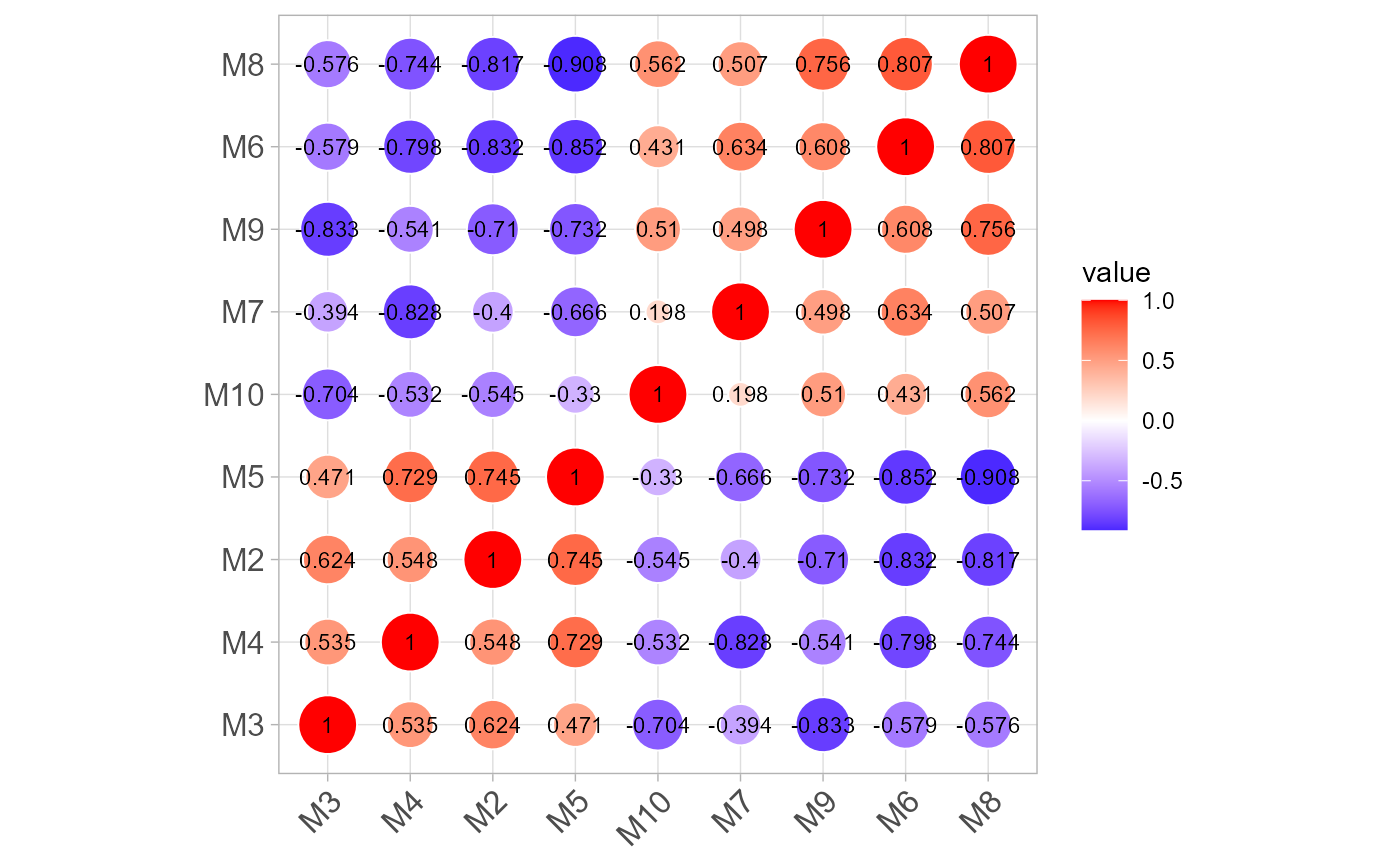 M8 -0.576 -0.744 -0.817 -0.908 0.562 0.507 0.756 0.807 1
M6 -0.579 -0.798 -0.832 -0.852 0.431 0.634 0.608 1 0.807
M9 -0.833 -0.541 -0.71 -0.732 0.51 0.498 1 0.608 0.756
M7 -0.394 -0.828 -0.4 -0.666 0.198 1 0.498 0.634 0.507
M10 -0.704 -0.532 -0.545 -0.33 1 0.198 0.51 0.431 0.562
M5 0.471 0.729 0.745 1 -0.33 -0.666 -0.732 -0.852 -0.908
M2 0.624 0.548 1 0.745 -0.545 -0.4 -0.71 -0.832 -0.817
M4 0.535 1 0.548 0.729 -0.532 -0.828 -0.541 -0.798 -0.744
M3 1 0.535 0.624 0.471 -0.704 -0.394 -0.833 -0.579 -0.576
M3 M4 M2 M5 M10 M7 M9 M6 M8
value
1.0
0.5
0.0
-0.5